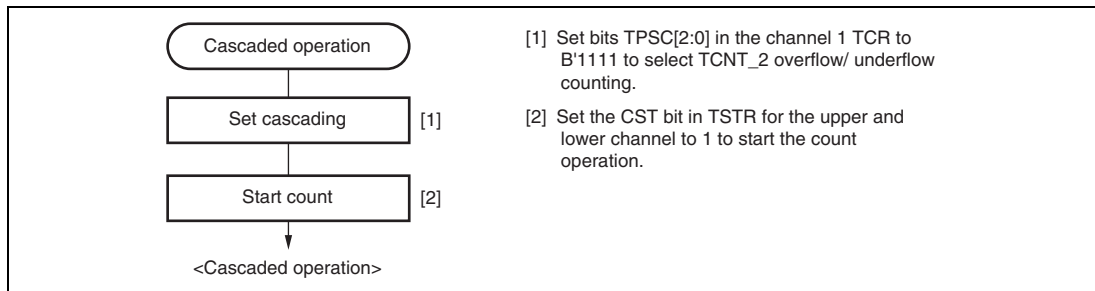 Cascaded operation
Set cascading [1]
Start count [2]
<Cascaded operation>
[1] Set bits TPSC[2:0] in the channel 1 TCR to
B'1111 to select TCNT_2 overflow/ underflow
counting.
[2] Set the CST bit in TSTR for the upper and
lower channel to 1 to start the count
operation.